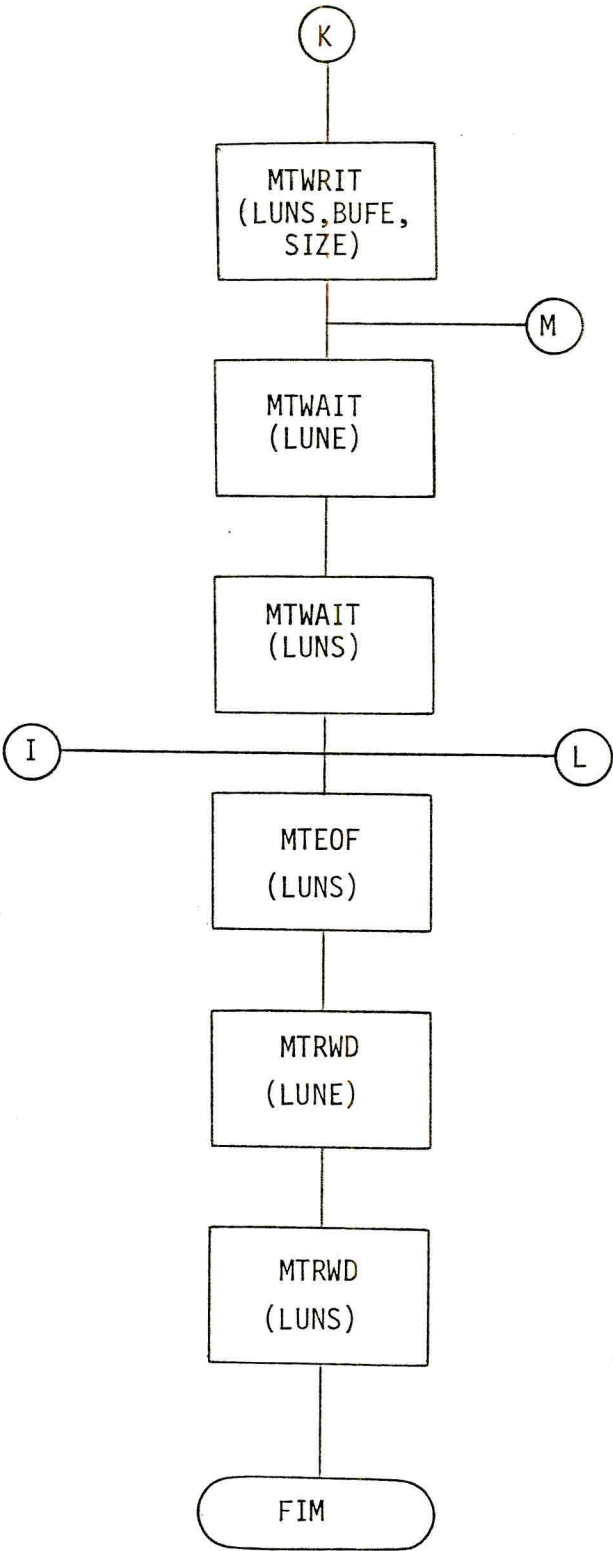 K
MTWRIT
(LUNS,BUFE,
SIZE)
M
MTWAIT
(LUNE)
MTWAIT
(LUNS)
I
L
MTEOF
(LUNS)
MTRWD
(LUNE)
MTRWD
(LUNS)
FIM